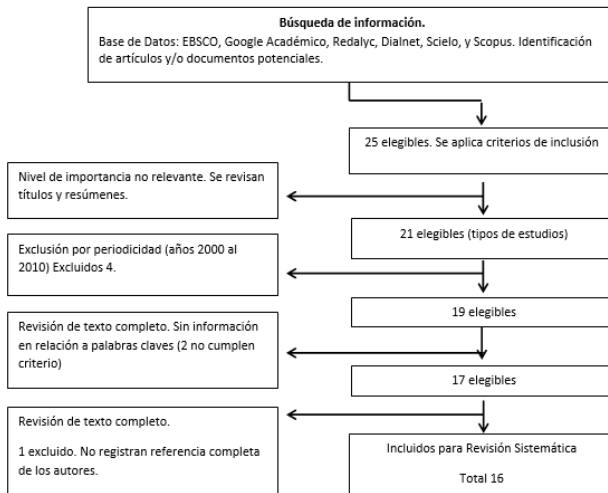 Búsqueda de información.
Base de Datos: EBSCO, Google Académico, Redalyc, Dialnet, Scielo, y Scopus. Identificación
de artículos y/o documentos potenciales.
25 elegibles. Se aplica criterios de inclusión
Nivel de importancia no relevante. Se revisan
títulos y resúmenes.
21 elegibles (tipos de estudios)
Exclusión por periodicidad (años 2000 al
2010) Excluidos 4.
19 elegibles
Revisión de texto completo. Sin información
en relación a palabras claves (2 no cumplen
criterio)
17 elegibles
Revisión de texto completo.
1 excluido. No registran referencia completa
de los autores.
Incluidos para Revisión Sistemática
Total 16